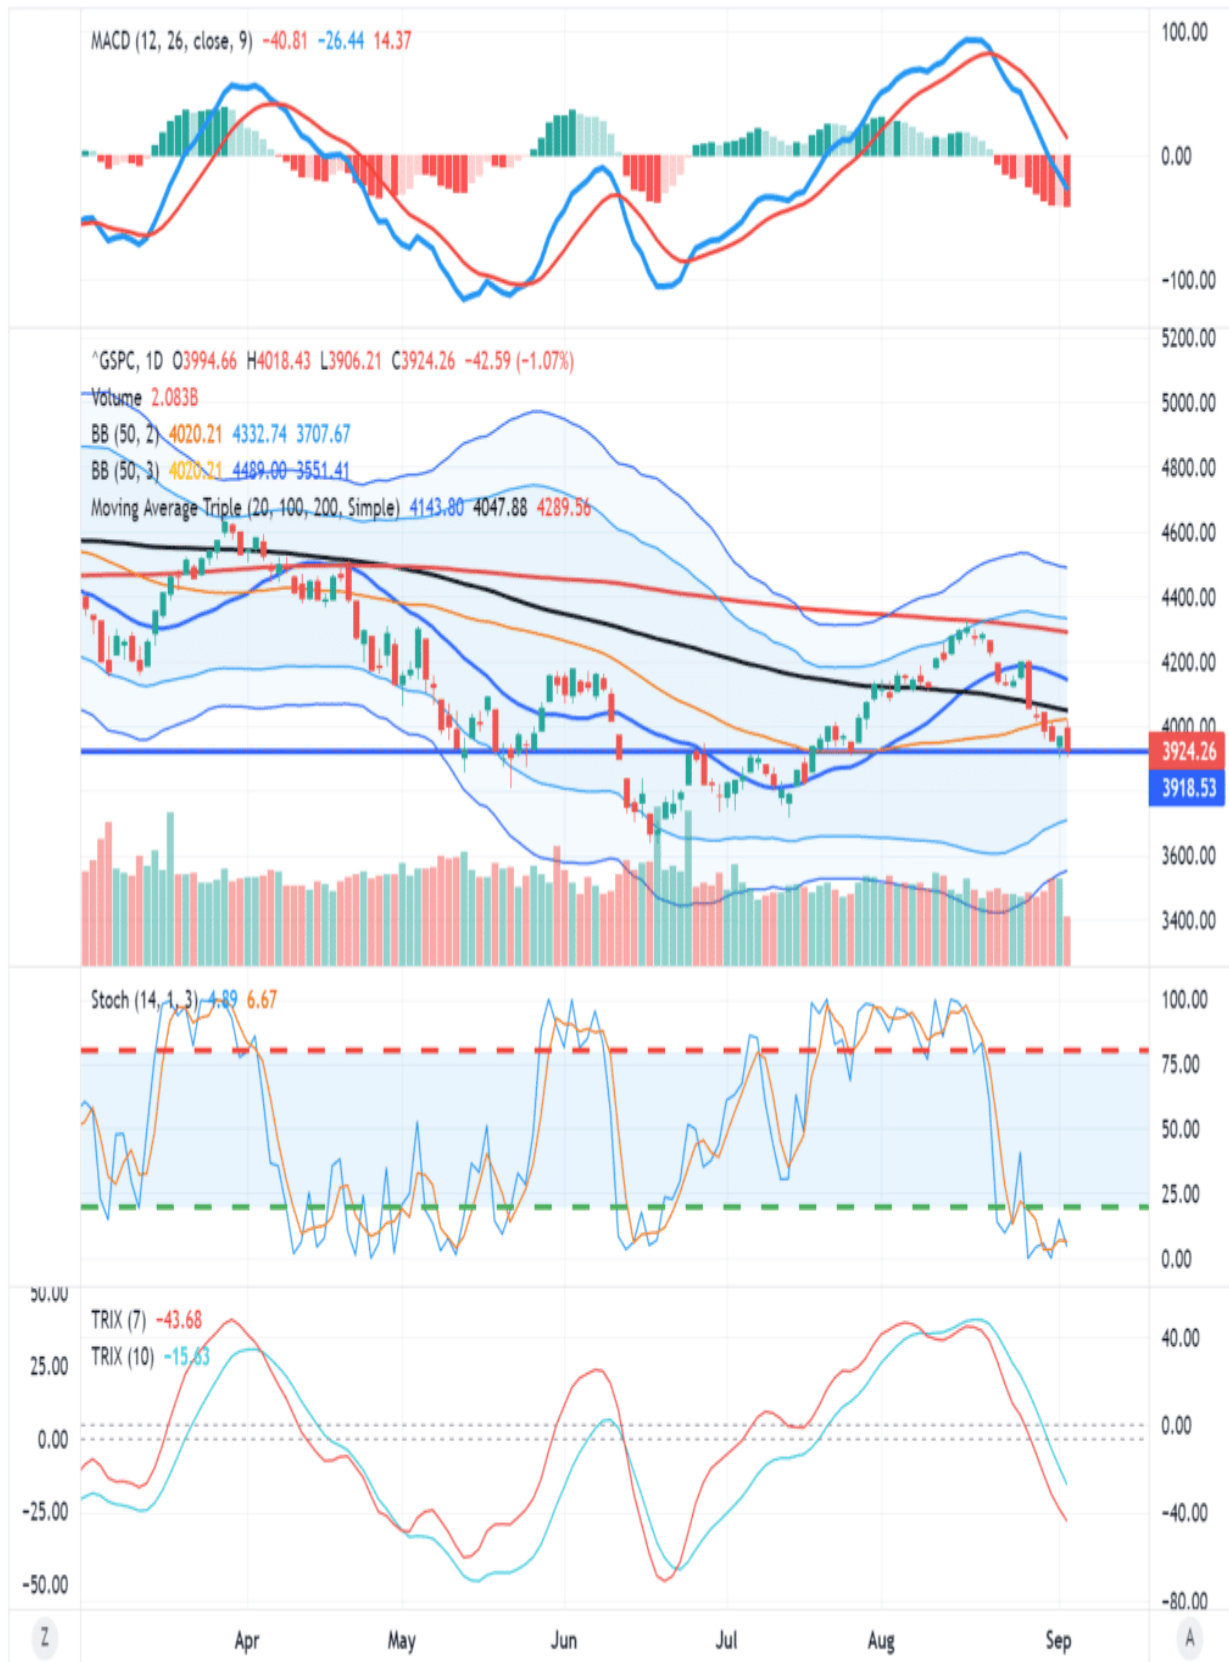 MACD (12, 26, close, 9) −40.81 −26.44 14.37
100.00
0.00
−100.00
^GSPC, 1D O3994.66 H4018.43 L3906.21 C3924.26 −42.59 (−1.07%)
Volume 2.083B
BB (50, 2) 4020.21 4332.74 3707.67
BB (50, 3) 4020.21 4489.00 3551.41
Moving Average Triple (20, 100, 200, Simple) 4143.80 4047.88 4289.56
5200.00
5000.00
4800.00
4600.00
4400.00
4200.00
4000.00
3924.26
3918.53
3600.00
3400.00
Stoch (14, 1, 3) 4.89 6.67
100.00
75.00
50.00
25.00
0.00
TRIX (7) −43.68
TRIX (10) −15.63
50.00
25.00
0.00
−25.00
−50.00
40.00
0.00
−40.00
−80.00
Z Apr May Jun Jul Aug Sep A